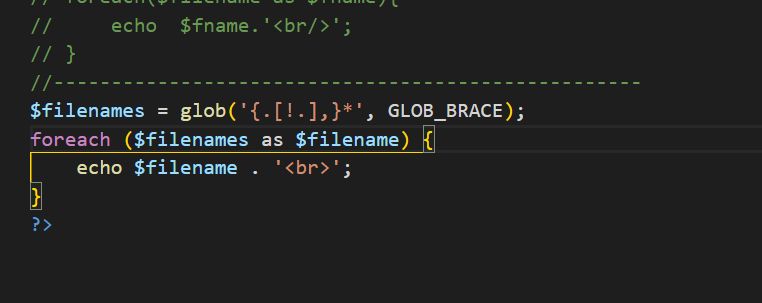 // foreach($filename as $fname){
//     echo  $fname.'<br/>';
// }
//---------------------------------------------------
$filenames = glob('{.[!.],}*', GLOB_BRACE);
foreach ($filenames as $filename) {
    echo $filename . '<br>';
}
?>